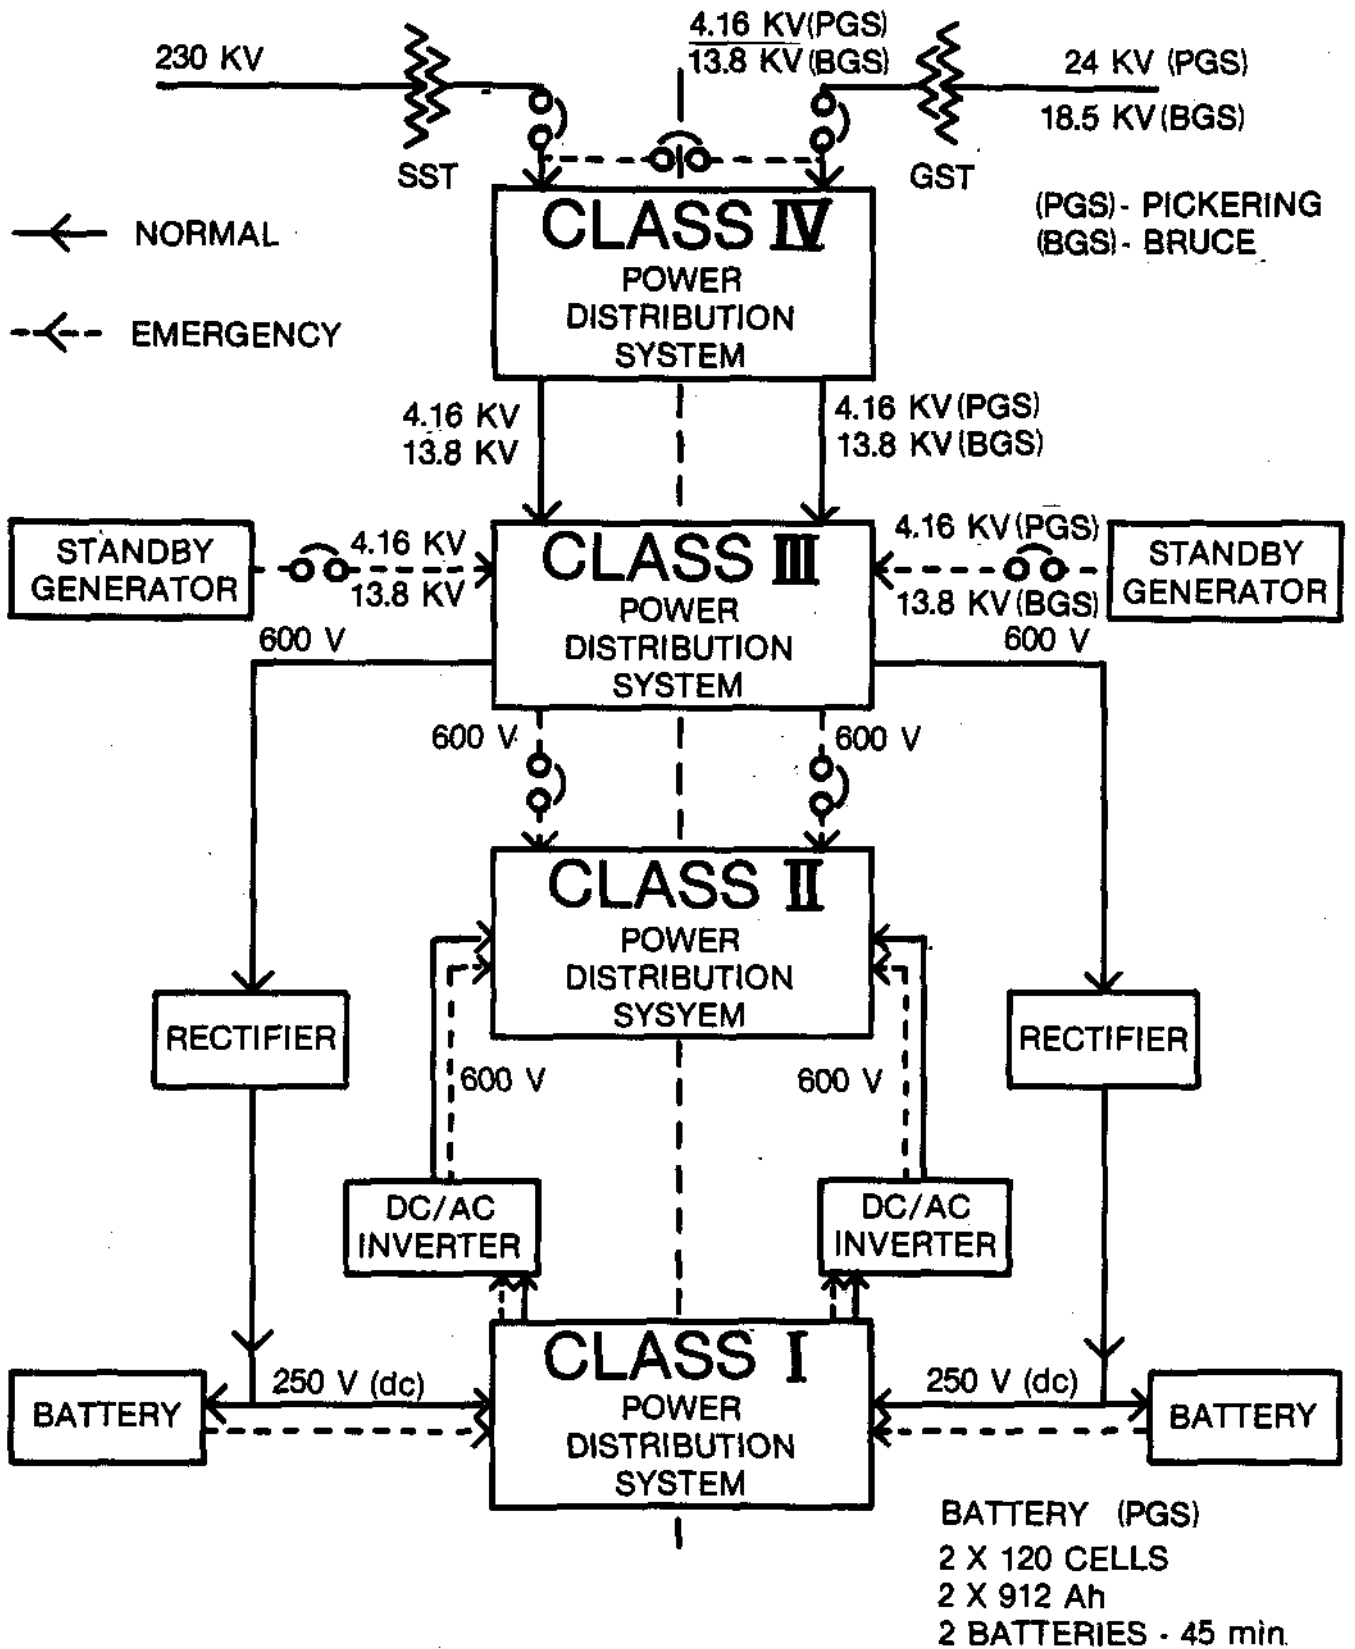 230 KV
4.16 KV(PGS)
13.8 KV (BGS)
24 KV (PGS)
18.5 KV (BGS)
SST
GST
(PGS)- PICKERING
(BGS)- BRUCE
NORMAL
EMERGENCY
CLASS IV
POWER
DISTRIBUTION
SYSTEM
4.16 KV
13.8 KV
4.16 KV(PGS)
13.8 KV(BGS)
STANDBY
GENERATOR
4.16 KV
13.8 KV
CLASS III
POWER
DISTRIBUTION
SYSTEM
4.16 KV(PGS)
13.8 KV(BGS)
STANDBY
GENERATOR
600 V
600 V
600 V
600 V
CLASS II
POWER
DISTRIBUTION
SYSYEM
RECTIFIER
RECTIFIER
600 V
600 V
DC/AC
INVERTER
DC/AC
INVERTER
CLASS I
POWER
DISTRIBUTION
SYSTEM
250 V (dc)
250 V (dc)
BATTERY
BATTERY
BATTERY (PGS)
2 X 120 CELLS
2 X 912 Ah
2 BATTERIES - 45 min.